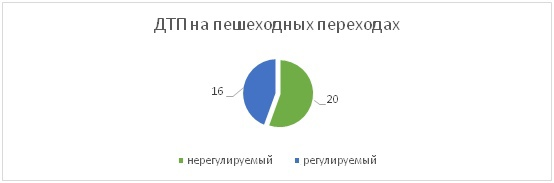 ДТП на пешеходных переходах
16
20
нерегулируемый регулируемый